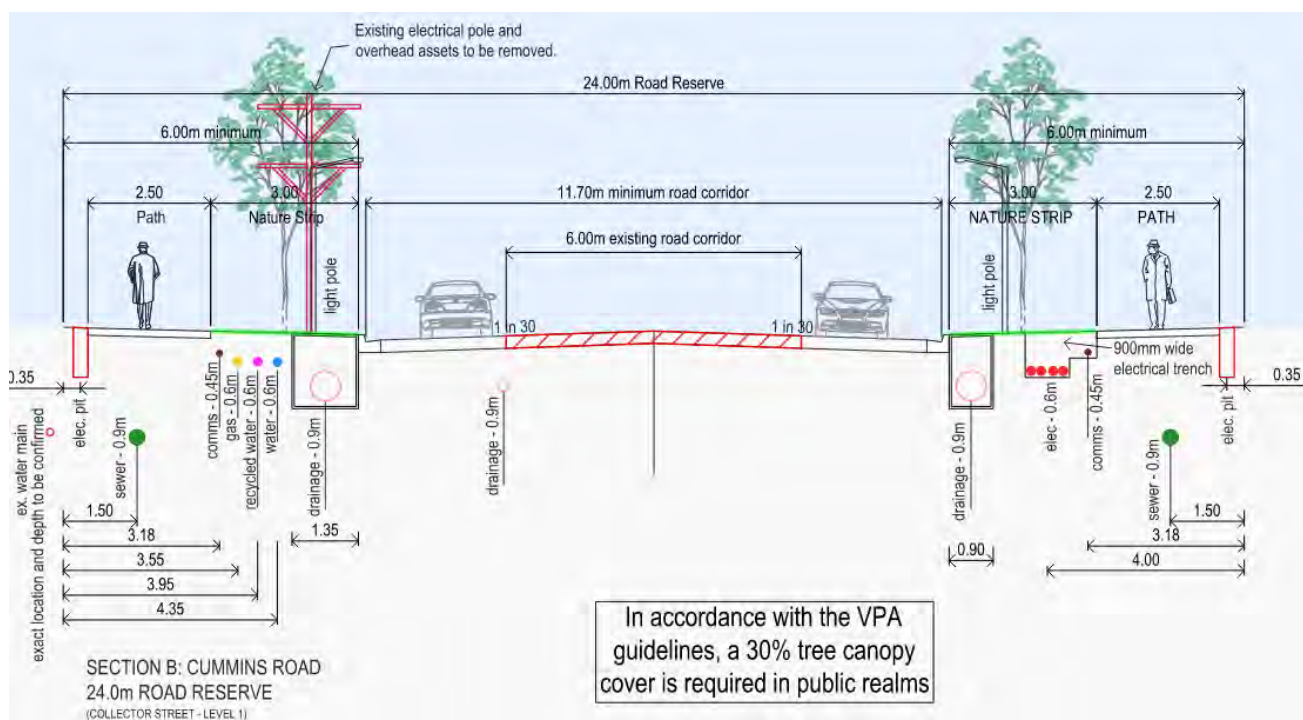 Existing electrical pole and
overhead assets to be removed.
24.00m Road Reserve
6.00m minimum
6.00m minimum
2.50
3.00
11.70m minimum road corridor
3.00
2.50
Path
Nature Strip
NATURE STRIP
PATH
6.00m existing road corridor
light pole
light pole
1 in 30
1 in 30
900mm wide
electrical trench
0.35
0.35
ex. water main
exact location and depth to be confirmed
elec. pit
sewer - 0.9m
comms - 0.45m
gas - 0.6m
recycled water - 0.6m
water - 0.6m
drainage - 0.9m
drainage - 0.9m
drainage - 0.9m
elec - 0.6m
comms - 0.45m
sewer - 0.9m
elec. pit
1.50
3.18
3.55
3.95
4.35
1.35
0.90
1.50
3.18
4.00
In accordance with the VPA
guidelines, a 30% tree canopy
cover is required in public realms
SECTION B: CUMMINS ROAD
24.0m ROAD RESERVE
(COLLECTOR STREET - LEVEL 1)